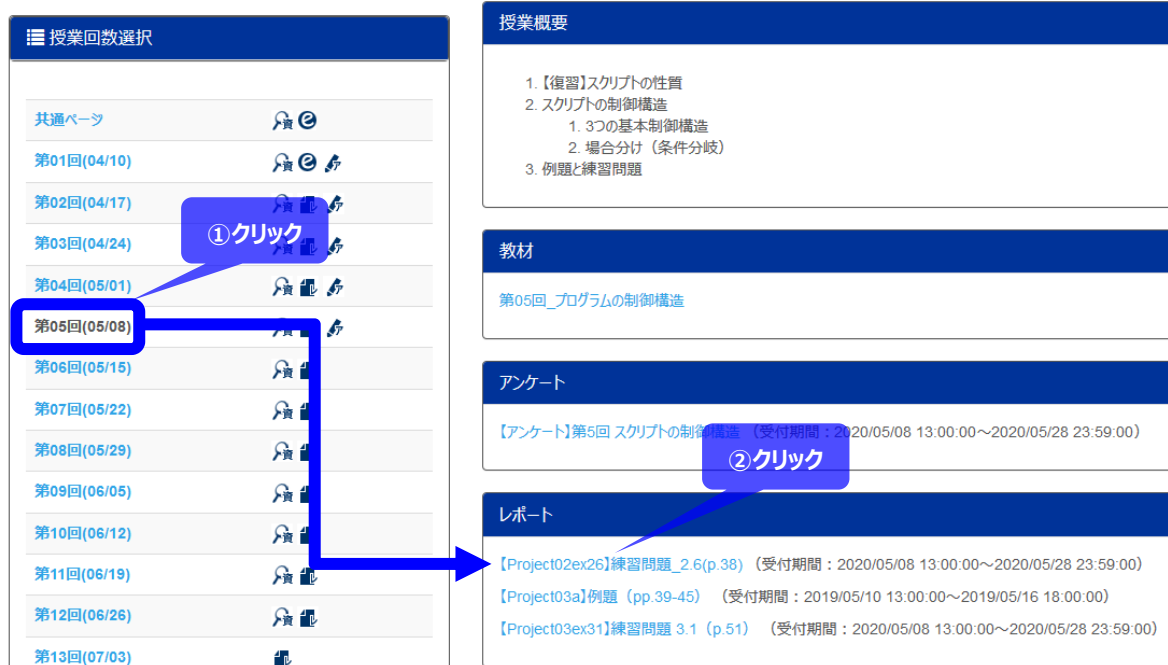 授業回数選択
共通ページ
第01回(04/10)
第02回(04/17)
第03回(04/24)
第04回(05/01)
第05回(05/08)
第06回(05/15)
第07回(05/22)
第08回(05/29)
第09回(06/05)
第10回(06/12)
第11回(06/19)
第12回(06/26)
第13回(07/03)
①クリック
授業概要
1.【復習】スクリプトの性質
2. スクリプトの制御構造
1. 3つの基本制御構造
2. 場合分け（条件分岐）
3. 例題と練習問題
教材
第05回_プログラムの制御構造
アンケート
【アンケート】第5回 スクリプトの制御構造 （受付期間：2020/05/08 13:00:00～2020/05/28 23:59:00）
②クリック
レポート
【Project02ex26】練習問題_2.6(p.38) （受付期間：2020/05/08 13:00:00～2020/05/28 23:59:00）
【Project03a】例題（pp.39-45） （受付期間：2019/05/10 13:00:00～2019/05/16 18:00:00）
【Project03ex31】練習問題 3.1（p.51） （受付期間：2020/05/08 13:00:00～2020/05/28 23:59:00）